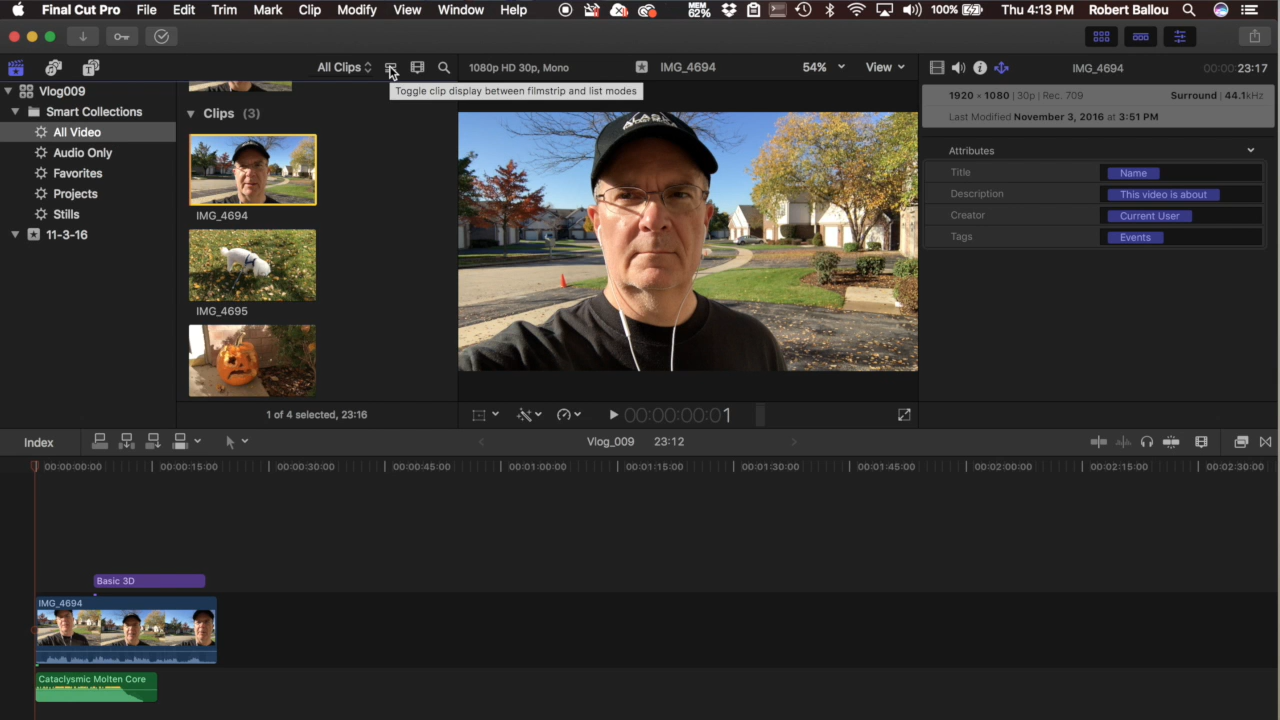 Final Cut Pro File Edit Trim Mark Clip Modify View Window Help MEM 62% 100% Thu 4:13 PM Robert Ballou
All Clips 1080p HD 30p, Mono IMG_4694 54% View IMG_4694 00:00:00:23:17
Toggle clip display between filmstrip and list modes
Vlog009
Smart Collections
All Video
Audio Only
Favorites
Projects
Stills
11-3-16
Clips (3)
IMG_4694
IMG_4695
1 of 4 selected, 23:16
ALASKA
00:00:00:01
1920 × 1080 | 30p | Rec. 709 Surround | 44.1kHz
Last Modified November 3, 2016 at 3:51 PM
Attributes
Title Name
Description This video is about
Creator Current User
Tags Events
Index Vlog_009 23:12
00:00:00:00 00:00:15:00 00:00:30:00 00:00:45:00 00:01:00:00 00:01:15:00 00:01:30:00 00:01:45:00 00:02:00:00 00:02:15:00 00:02:30:00
Basic 3D
IMG_4694
Cataclysmic Molten Core